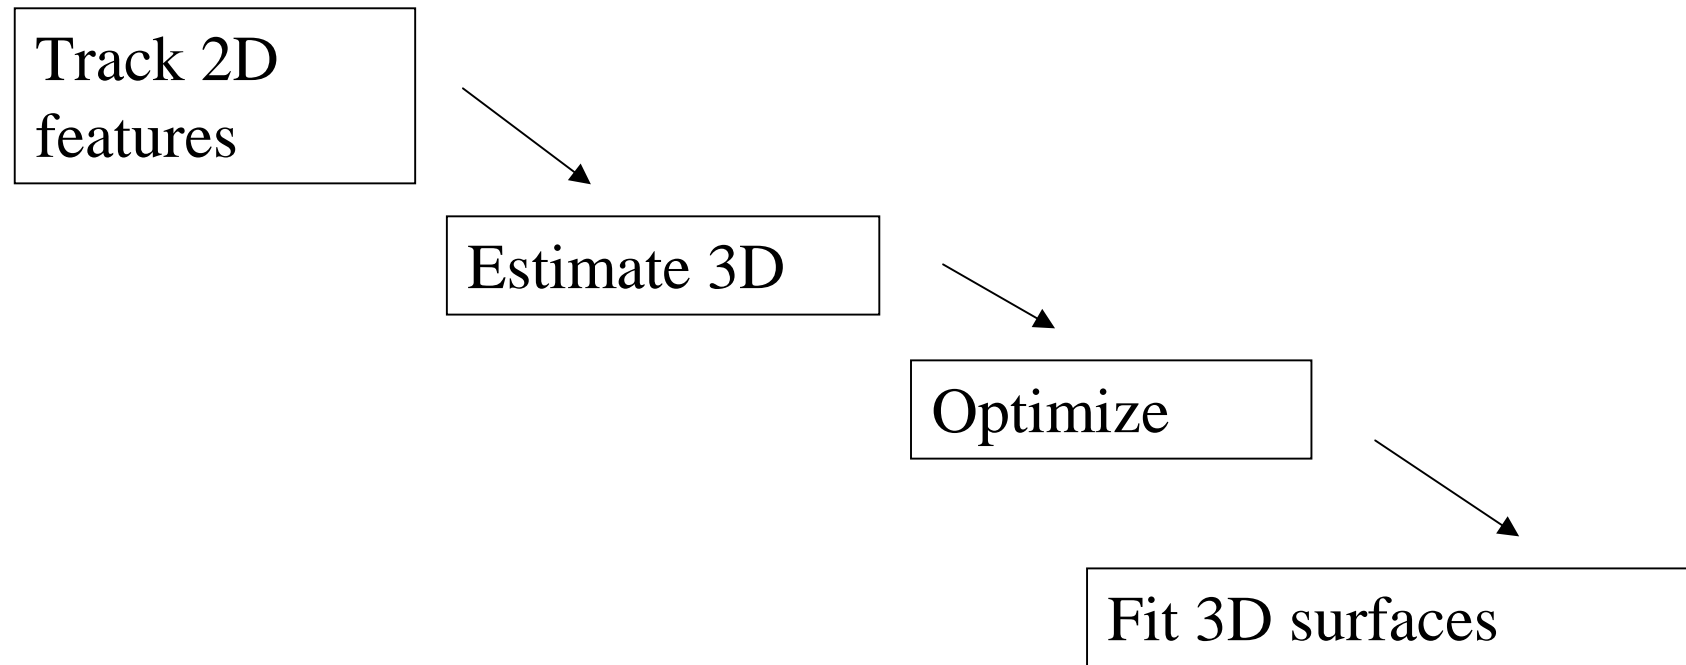 Track 2D
features
Estimate 3D
Optimize
Fit 3D surfaces